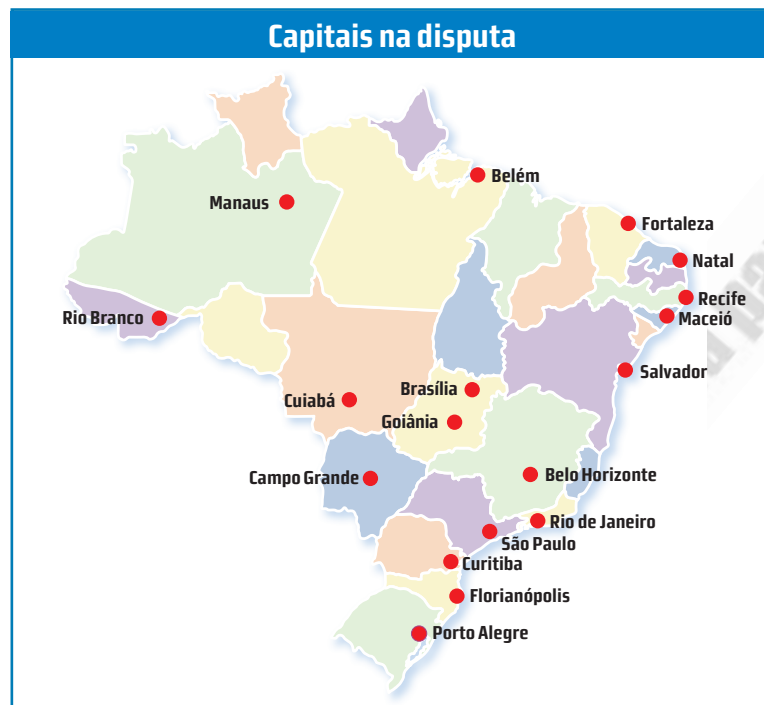 Capitais na disputa
Belém
Manaus
Fortaleza
Natal
Recife
Rio Branco
Maceió
Salvador
Brasília
Cuiabá
Goiânia
Campo Grande
Belo Horizonte
Rio de Janeiro
São Paulo
Curitiba
Florianópolis
Porto Alegre